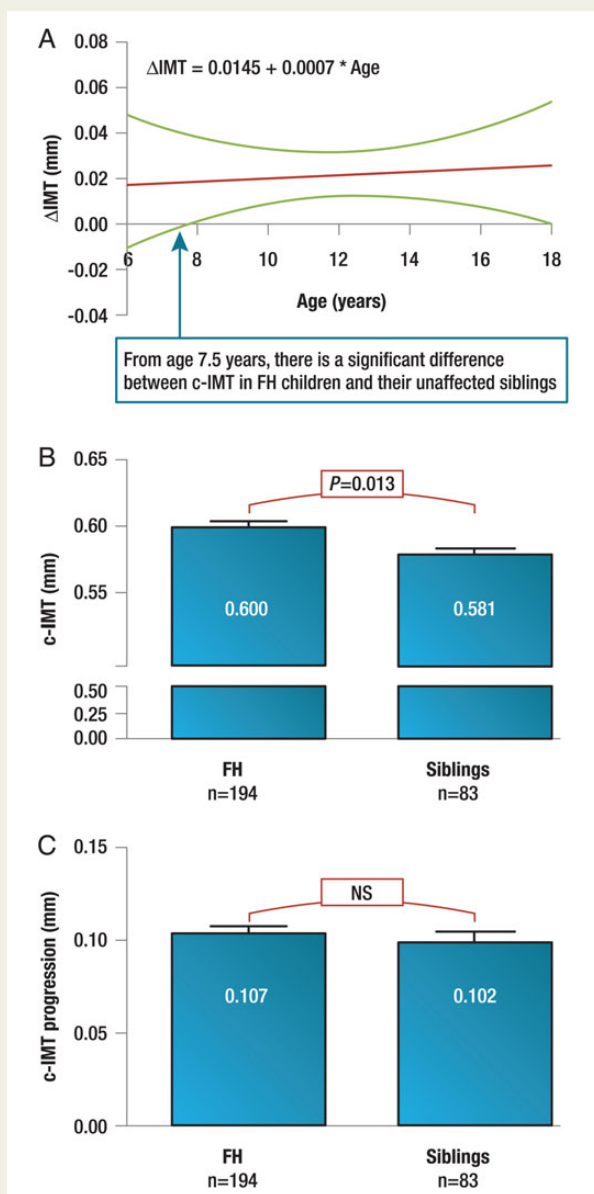 A
0.08
ΔIMT = 0.0145 + 0.0007 * Age
0.06
0.04
0.02
0.00
-0.02
-0.04
ΔIMT (mm)
6
8
10
12
14
16
18
Age (years)
From age 7.5 years, there is a significant difference
between c-IMT in FH children and their unaffected siblings
B
0.65
P=0.013
0.60
0.55
0.600
0.581
c-IMT (mm)
0.50
0.25
0.00
FH
n=194
Siblings
n=83
C
0.15
NS
0.10
0.107
0.102
0.05
0.00
c-IMT progression (mm)
FH
n=194
Siblings
n=83